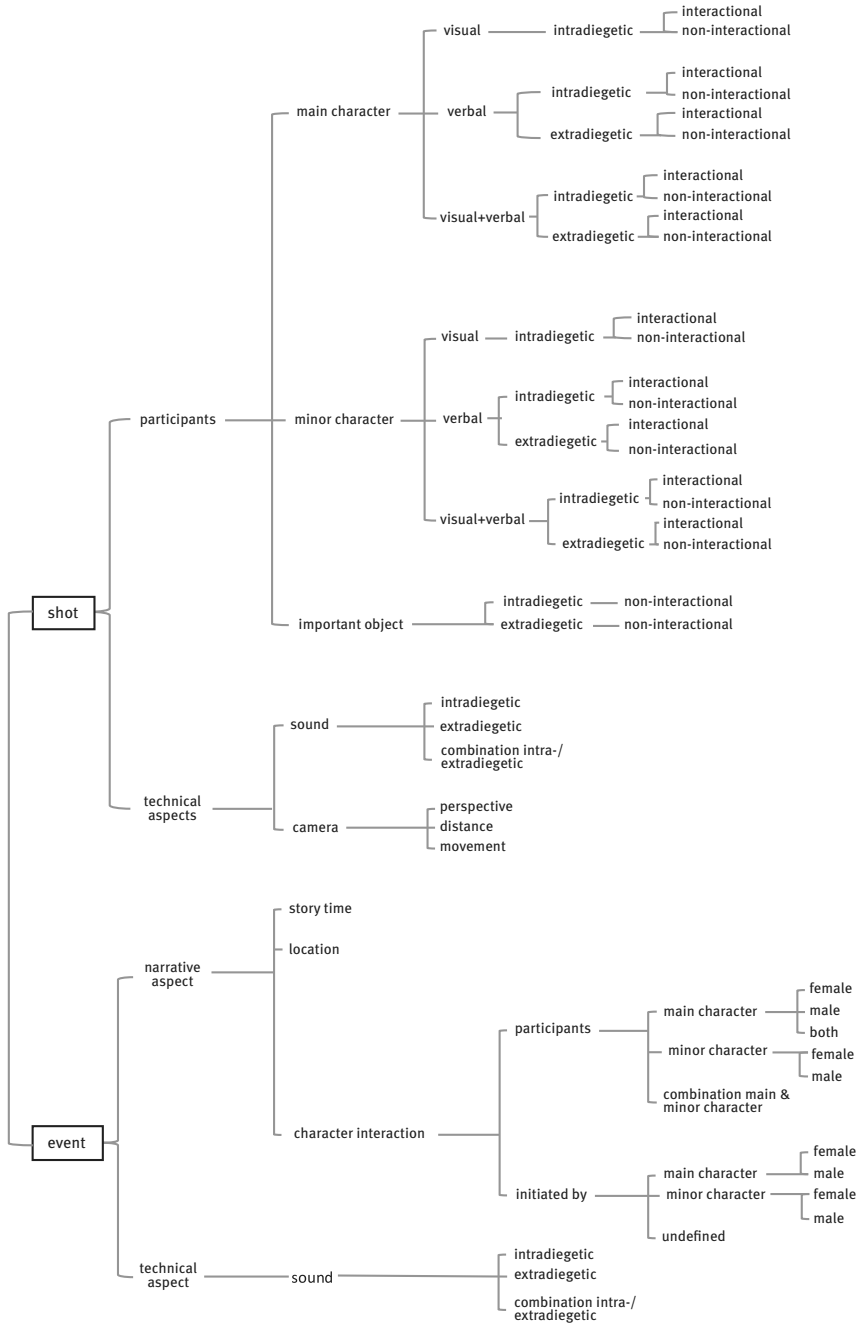 interactional
visual
intradiegetic
non-interactional
interactional
intradiegetic
non-interactional
main character
verbal
interactional
extradiegetic
non-interactional
interactional
intradiegetic
non-interactional
visual+verbal
interactional
extradiegetic
non-interactional
interactional
visual
intradiegetic
non-interactional
interactional
intradiegetic
non-interactional
participants
minor character
verbal
interactional
extradiegetic
non-interactional
interactional
intradiegetic
non-interactional
visual+verbal
interactional
extradiegetic
non-interactional
shot
intradiegetic
non-interactional
important object
extradiegetic
non-interactional
intradiegetic
sound
extradiegetic
combination intra-/
extradiegetic
technical
aspects
perspective
camera
distance
movement
story time
location
narrative
aspect
female
main character
male
participants
both
minor character
female
male
combination main &
minor character
event
character interaction
female
main character
male
initiated by
minor character
female
male
undefined
intradiegetic
technical
aspect
sound
extradiegetic
combination intra-/
extradiegetic